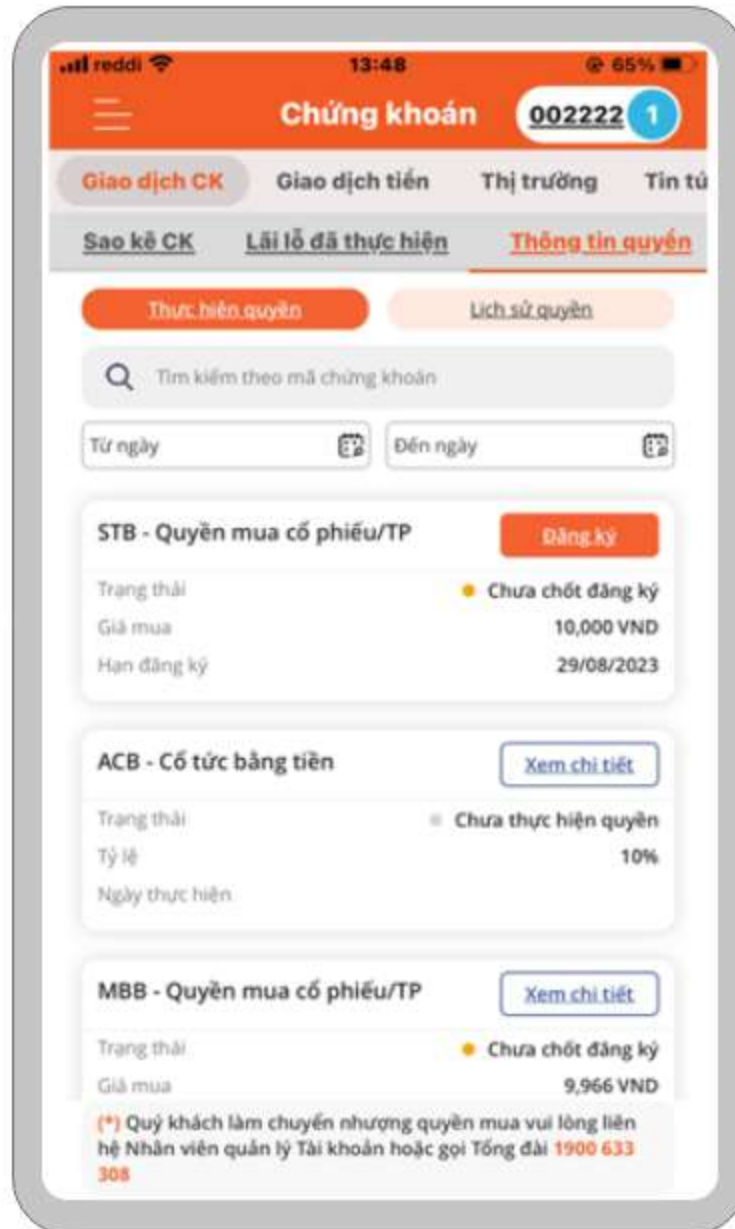 reddi 13:48 65%
Chứng khoán 002222 1
Giao dịch CK Giao dịch tiền Thị trường Tin tứ
Sao kê CK Lãi lỗ đã thực hiện Thông tin quyền
Thực hiện quyền Lịch sử quyền
Tìm kiếm theo mã chứng khoán
Từ ngày Đến ngày
STB - Quyền mua cổ phiếu/TP Đăng ký
Trạng thái Chưa chốt đăng ký
Giá mua 10,000 VND
Hạn đăng ký 29/08/2023
ACB - Cổ tức bằng tiền Xem chi tiết
Trạng thái Chưa thực hiện quyền
Tỷ lệ 10%
Ngày thực hiện
MBB - Quyền mua cổ phiếu/TP Xem chi tiết
Trạng thái Chưa chốt đăng ký
Giá mua 9,966 VND
(*) Quý khách làm chuyển nhượng quyền mua vui lòng liên
hệ Nhân viên quản lý Tài khoản hoặc gọi Tổng đài 1900 633
308